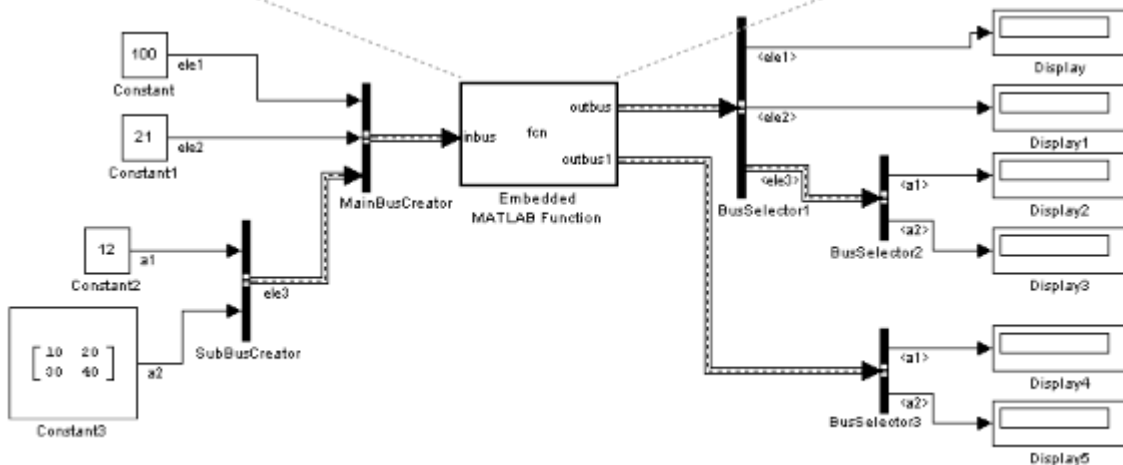 100
ele1
Constant
21
ele2
Constant1
MainBusCreator
12
a1
Constant2
10 20
30 40
a2
Constant3
ele3
SubBusCreator
inbus
fcn
outbus
outbus1
Embedded
MATLAB Function
<ele1>
<ele2>
<ele3>
BusSelector1
<a1>
<a2>
BusSelector2
<a1>
<a2>
BusSelector3
Display
Display1
Display2
Display3
Display4
Display5